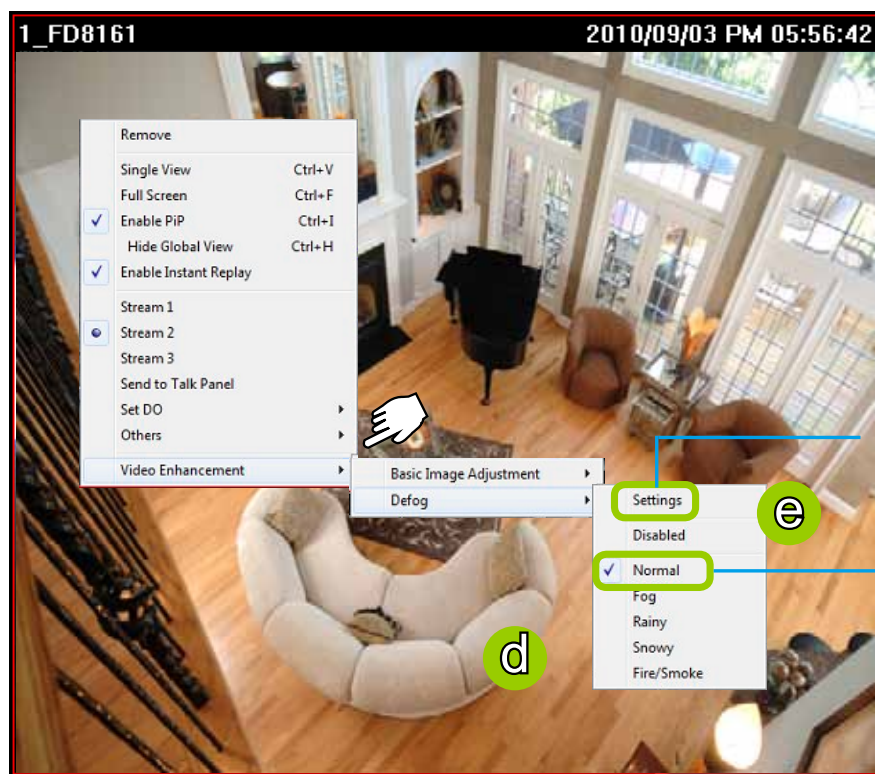 1_FD8161 2010/09/03 PM 05:56:42
Remove
Single View Ctrl+V
Full Screen Ctrl+F
Enable PiP Ctrl+I
Hide Global View Ctrl+H
Enable Instant Replay
Stream 1
Stream 2
Stream 3
Send to Talk Panel
Set DO
Others
Video Enhancement
Basic Image Adjustment
Defog
Settings
Disabled
Normal
Fog
Rainy
Snowy
Fire/Smoke
e
d